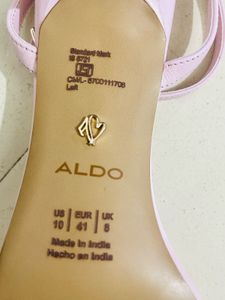 Standard Mark
IS 6721
ISI
CM/L- 8700111708
Left
ALDO
US EUR UK
10 41 8
Made in India
Hecho en India